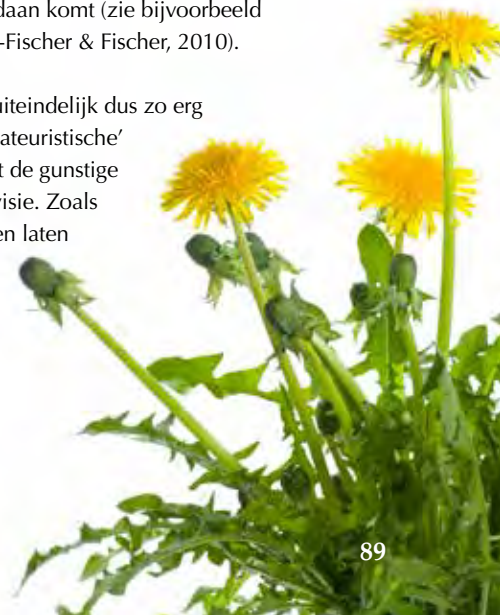 daan komt (zie bijvoorbeeld
-Fischer & Fischer, 2010).
uiteindelijk dus zo erg
ateuristische’
t de gunstige
visie. Zoals
en laten
89